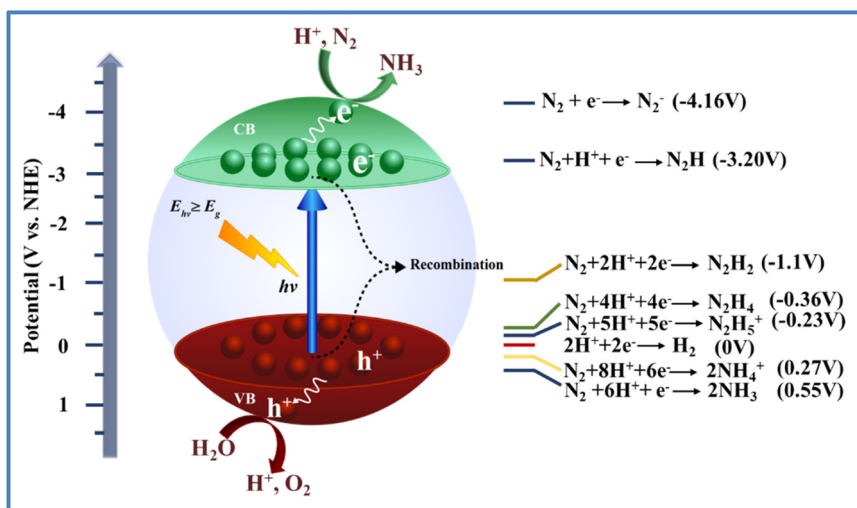 H⁺, N₂
NH₃
e⁻
CB
e⁻
Potential (V vs. NHE)
-4
-3
-2
-1
0
1
E_hν ≥ E_g
hν
Recombination
h⁺
VB
h⁺
H₂O
H⁺, O₂
N₂ + e⁻ → N₂⁻ (-4.16V)
N₂+H⁺+ e⁻ → N₂H (-3.20V)
N₂+2H⁺+2e⁻ → N₂H₂ (-1.1V)
N₂+4H⁺+4e⁻ → N₂H₄ (-0.36V)
N₂+5H⁺+5e⁻ → N₂H₅⁺ (-0.23V)
2H⁺+2e⁻ → H₂ (0V)
N₂+8H⁺+6e⁻ → 2NH₄⁺ (0.27V)
N₂ +6H⁺+ e⁻ → 2NH₃ (0.55V)